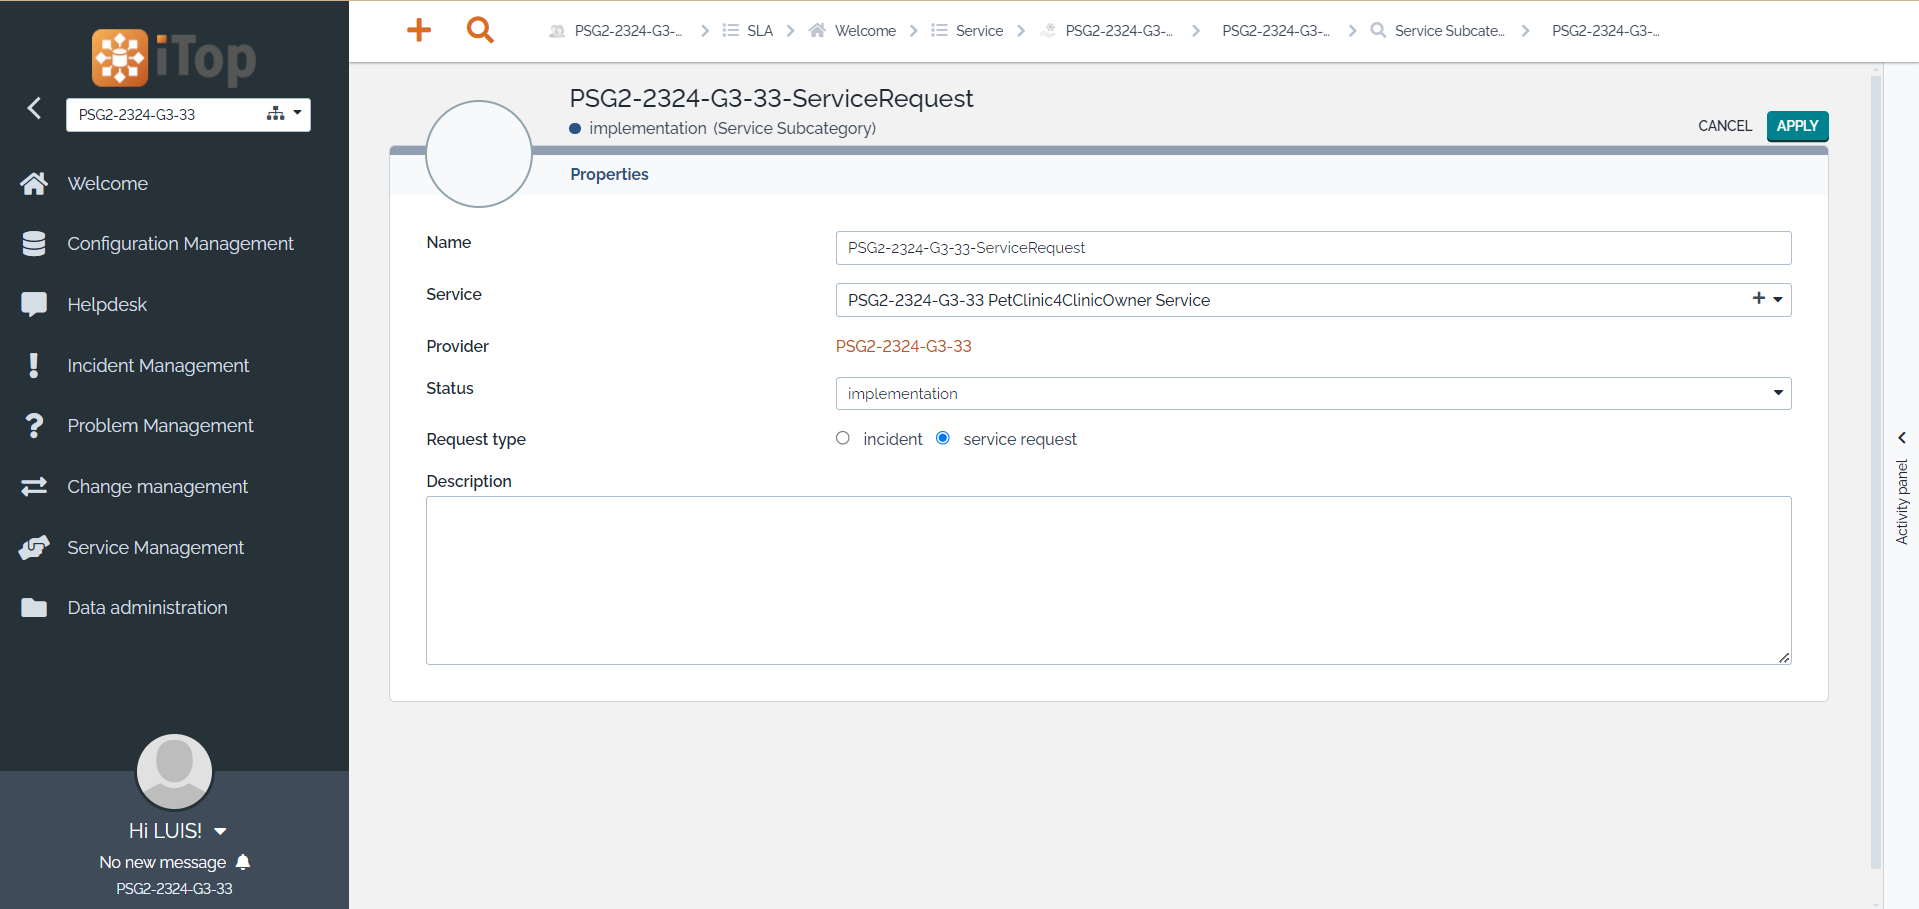 iTop
PSG2-2324-G3-33
Welcome
Configuration Management
Helpdesk
Incident Management
Problem Management
Change management
Service Management
Data administration
Hi LUIS!
No new message
PSG2-2324-G3-33
PSG2-2324-G3-...
SLA
Welcome
Service
PSG2-2324-G3-...
PSG2-2324-G3-...
Service Subcate...
PSG2-2324-G3-...
PSG2-2324-G3-33-ServiceRequest
implementation (Service Subcategory)
CANCEL
APPLY
Properties
Name
PSG2-2324-G3-33-ServiceRequest
Service
PSG2-2324-G3-33 PetClinic4ClinicOwner Service
Provider
PSG2-2324-G3-33
Status
implementation
Request type
incident
service request
Description
Activity panel